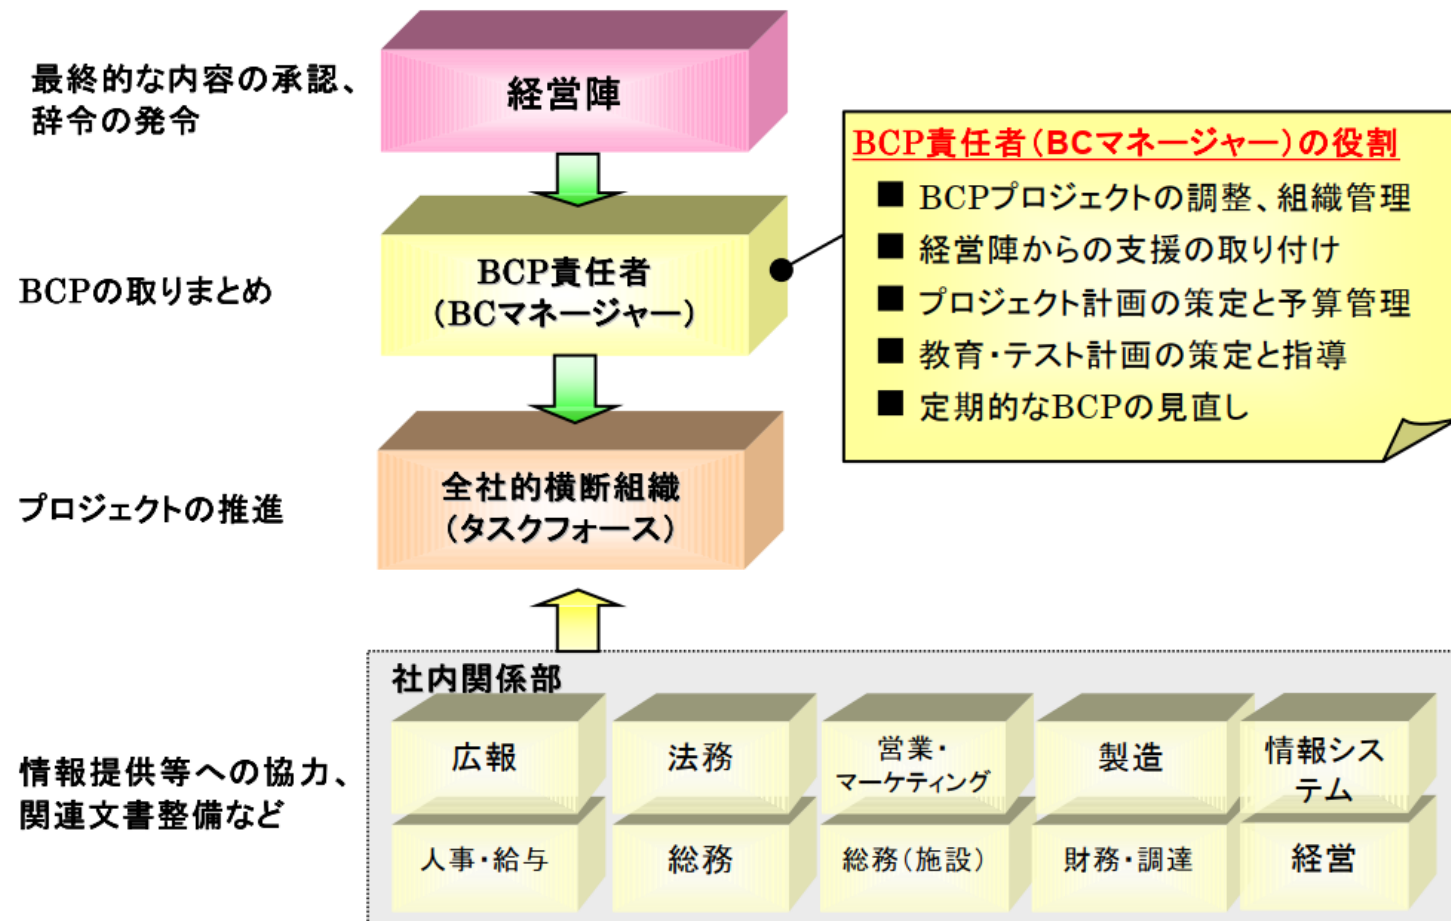 最終的な内容の承認、
辞令の発令
経営陣
BCP責任者(BCマネージャー)の役割
■ BCPプロジェクトの調整、組織管理
■ 経営陣からの支援の取り付け
■ プロジェクト計画の策定と予算管理
■ 教育・テスト計画の策定と指導
■ 定期的なBCPの見直し
BCPの取りまとめ
BCP責任者
(BCマネージャー)
プロジェクトの推進
全社的横断組織
(タスクフォース)
社内関係部
情報提供等への協力、
関連文書整備など
広報
法務
営業・
マーケティング
製造
情報シス
テム
人事・給与
総務
総務(施設)
財務・調達
経営